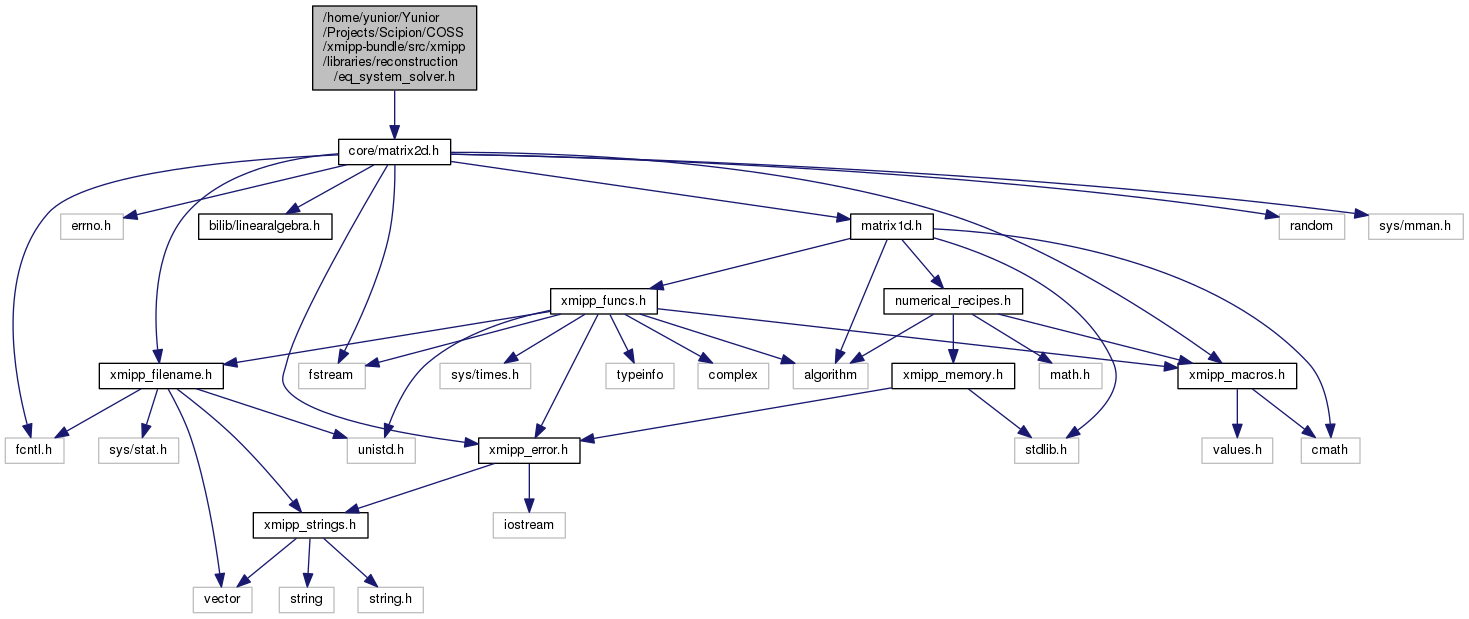 /home/yunior/Yunior
/Projects/Scipion/COSS
/xmipp-bundle/src/xmipp
/libraries/reconstruction
/eq_system_solver.h
core/matrix2d.h
errno.h
bilib/linearalgebra.h
matrix1d.h
random
sys/mman.h
xmipp_funcs.h
numerical_recipes.h
xmipp_filename.h
fstream
sys/times.h
typeinfo
complex
algorithm
xmipp_memory.h
math.h
xmipp_macros.h
fcntl.h
sys/stat.h
unistd.h
xmipp_error.h
stdlib.h
values.h
cmath
xmipp_strings.h
iostream
vector
string
string.h